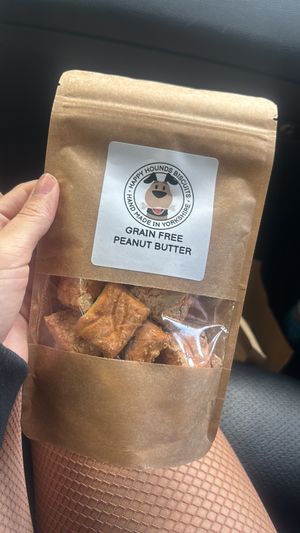 HAPPY HOUNDS BISCUITS
HAND MADE IN YORKSHIRE
GRAIN FREE
PEANUT BUTTER